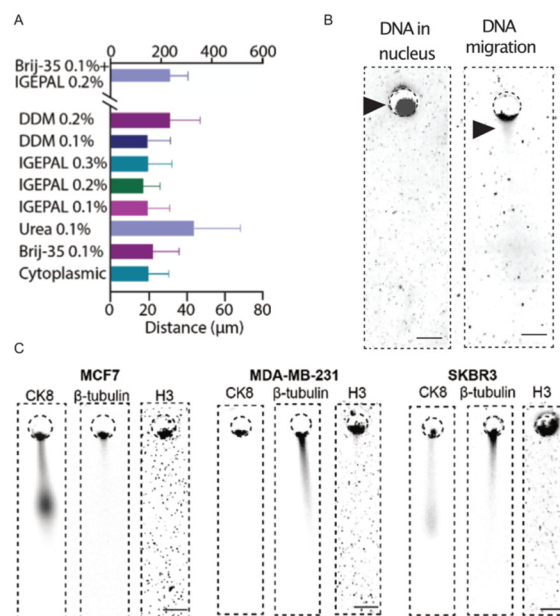 A
0 200 400 600
Brij-35 0.1%+
IGEPAL 0.2%
DDM 0.2%
DDM 0.1%
IGEPAL 0.3%
IGEPAL 0.2%
IGEPAL 0.1%
Urea 0.1%
Brij-35 0.1%
Cytoplasmic
0 20 40 60 80
Distance (μm)
B
DNA in
nucleus
DNA
migration
C
MCF7
CK8 β-tubulin H3
MDA-MB-231
CK8 β-tubulin H3
SKBR3
CK8 β-tubulin H3